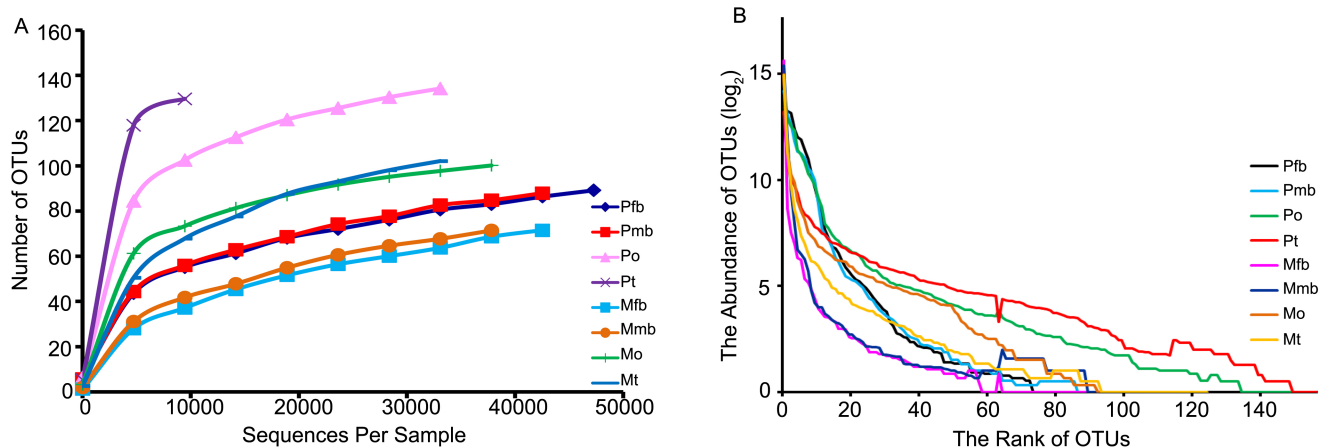 A
160
140
120
100
80
60
40
20
0
Number of OTUs
0
10000
20000
30000
40000
50000
Sequences Per Sample
Pfb
Pmb
Po
Pt
Mfb
Mmb
Mo
Mt
B
15
10
5
0
The Abundance of OTUs (log2)
0
20
40
60
80
100
120
140
The Rank of OTUs
Pfb
Pmb
Po
Pt
Mfb
Mmb
Mo
Mt